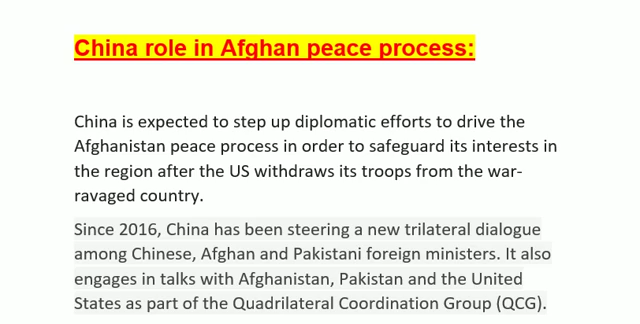 China role in Afghan peace process:
China is expected to step up diplomatic efforts to drive the
Afghanistan peace process in order to safeguard its interests in
the region after the US withdraws its troops from the war-
ravaged country.
Since 2016, China has been steering a new trilateral dialogue
among Chinese, Afghan and Pakistani foreign ministers. It also
engages in talks with Afghanistan, Pakistan and the United
States as part of the Quadrilateral Coordination Group (QCG).